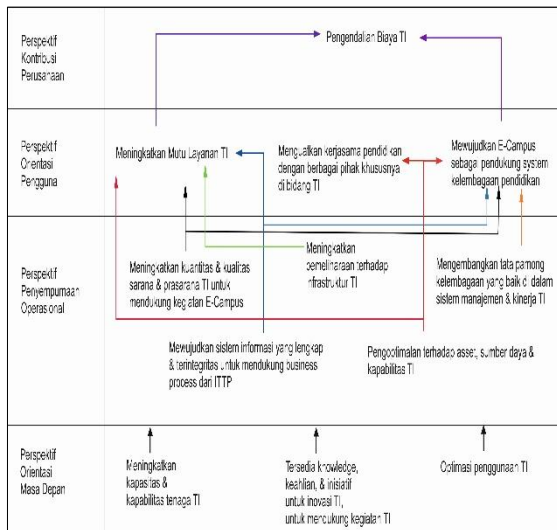 Perspektif
Kontribusi
Perusahaan
Pengendalian Biaya TI
Perspektif
Orientasi
Pengguna
Meningkatkan Mutu Layanan TI
Menguatkan kerjasama pendidikan
dengan berbagai pihak khususnya
di bidang TI
Mewujudkan E-Campus
sebagai pendukung system
kelembagaan pendidikan
Perspektif
Penyempurnaan
Operasional
Meningkatkan kuantitas & kualitas
sarana & prasarana TI untuk
mendukung kegiatan E-Campus.
Meningkatkan
pemeliharaan terhadap
infrastruktur TI
Mengembangkan tata pamong
kelembagaan yang baik di dalam
sistem manajemen & kinerja TI
Mewujudkan sistem informasi yang lengkap
& terintegritas untuk mendukung business
process dari ITTP
Pengoptimalan terhadap asset, sumber daya &
kapabilitas TI
Perspektif
Orientasi
Masa Depan
Meningkatkan
kapasitas &
kapabilitas tenaga TI
Tersedia knowledge,
keahlian, & inisiatif
untuk inovasi TI,
untuk mendukung kegiatan TI
Optimasi penggunaan TI